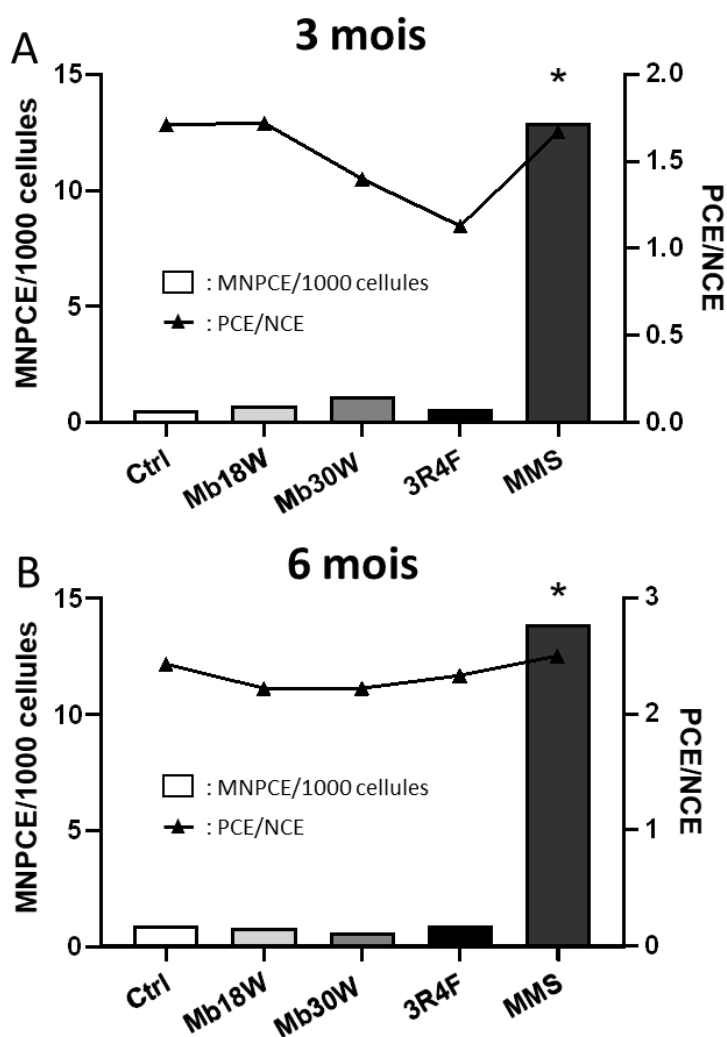 A
3 mois
MNPCE/1000 cellules
15
10
5
0
*
2.0
1.5
1.0
0.5
0.0
PCE/NCE
: MNPCE/1000 cellules
: PCE/NCE
Ctrl
Mb18W
Mb30W
3R4F
MMS
B
6 mois
MNPCE/1000 cellules
15
10
5
0
*
3
2
1
0
PCE/NCE
: MNPCE/1000 cellules
: PCE/NCE
Ctrl
Mb18W
Mb30W
3R4F
MMS